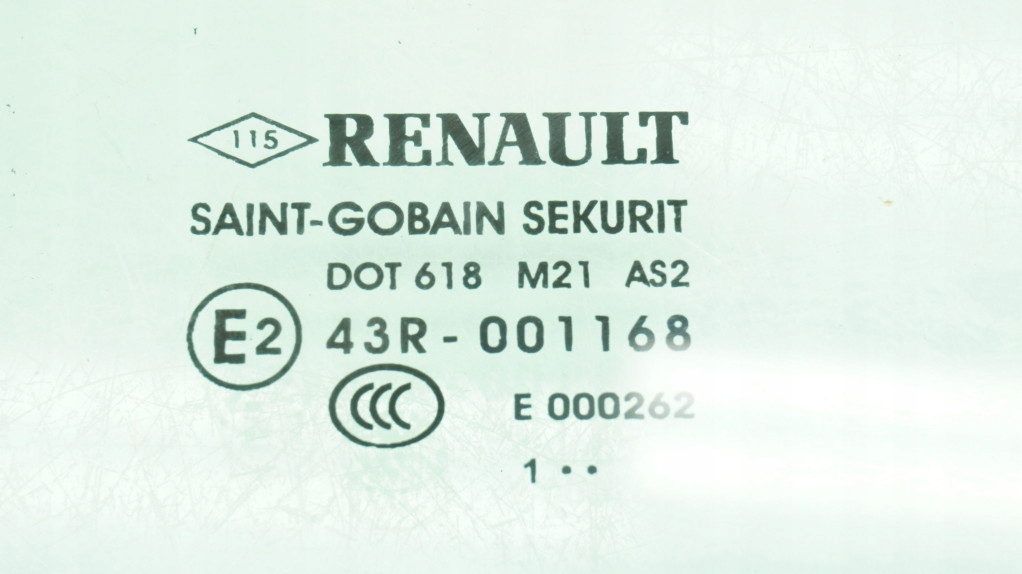 115 RENAULT
SAINT-GOBAIN SEKURIT
DOT 618 M21 AS2
E2 43R-001168
CCC E 000262
1 • •